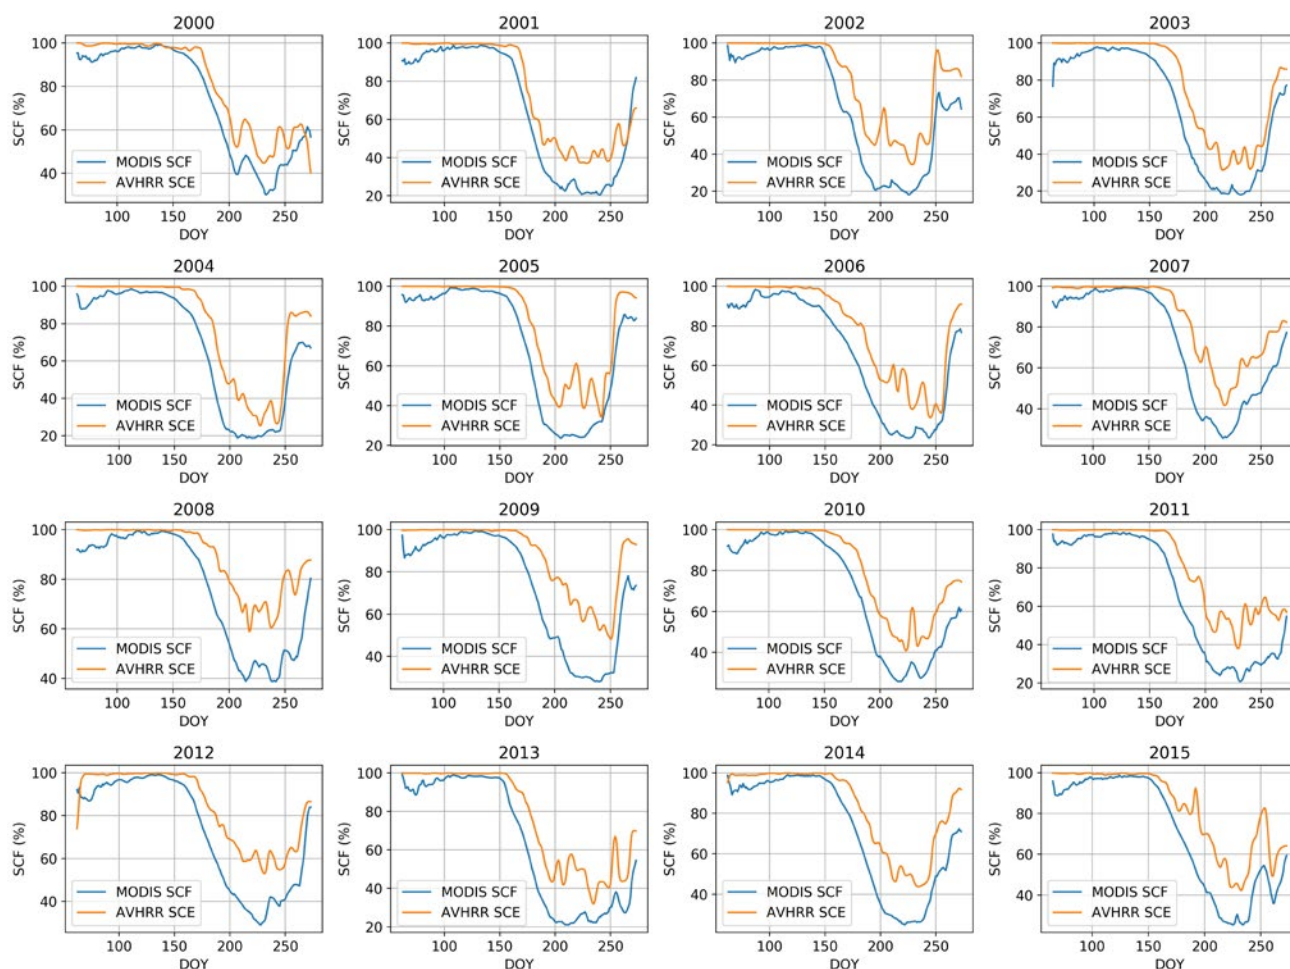 2000 2001 2002 2003
100 100 100 100
80 80 80 80
60 60 60 60
40 40 40 40
20 20 20
SCF (%) SCF (%) SCF (%) SCF (%)
MODIS SCF MODIS SCF MODIS SCF MODIS SCF
AVHRR SCE AVHRR SCE AVHRR SCE AVHRR SCE
100 150 200 250 100 150 200 250 100 150 200 250 100 150 200 250
DOY DOY DOY DOY
2004 2005 2006 2007
100 100 100 100
80 80 80 80
60 60 60 60
40 40 40 40
20 20 20
SCF (%) SCF (%) SCF (%) SCF (%)
MODIS SCF MODIS SCF MODIS SCF MODIS SCF
AVHRR SCE AVHRR SCE AVHRR SCE AVHRR SCE
100 150 200 250 100 150 200 250 100 150 200 250 100 150 200 250
DOY DOY DOY DOY
2008 2009 2010 2011
100 100 100 100
80 80 80 80
60 60 60 60
40 40 40 40
20
SCF (%) SCF (%) SCF (%) SCF (%)
MODIS SCF MODIS SCF MODIS SCF MODIS SCF
AVHRR SCE AVHRR SCE AVHRR SCE AVHRR SCE
100 150 200 250 100 150 200 250 100 150 200 250 100 150 200 250
DOY DOY DOY DOY
2012 2013 2014 2015
100 100 100 100
80 80 80 80
60 60 60 60
40 40 40 40
20
SCF (%) SCF (%) SCF (%) SCF (%)
MODIS SCF MODIS SCF MODIS SCF MODIS SCF
AVHRR SCE AVHRR SCE AVHRR SCE AVHRR SCE
100 150 200 250 100 150 200 250 100 150 200 250 100 150 200 250
DOY DOY DOY DOY